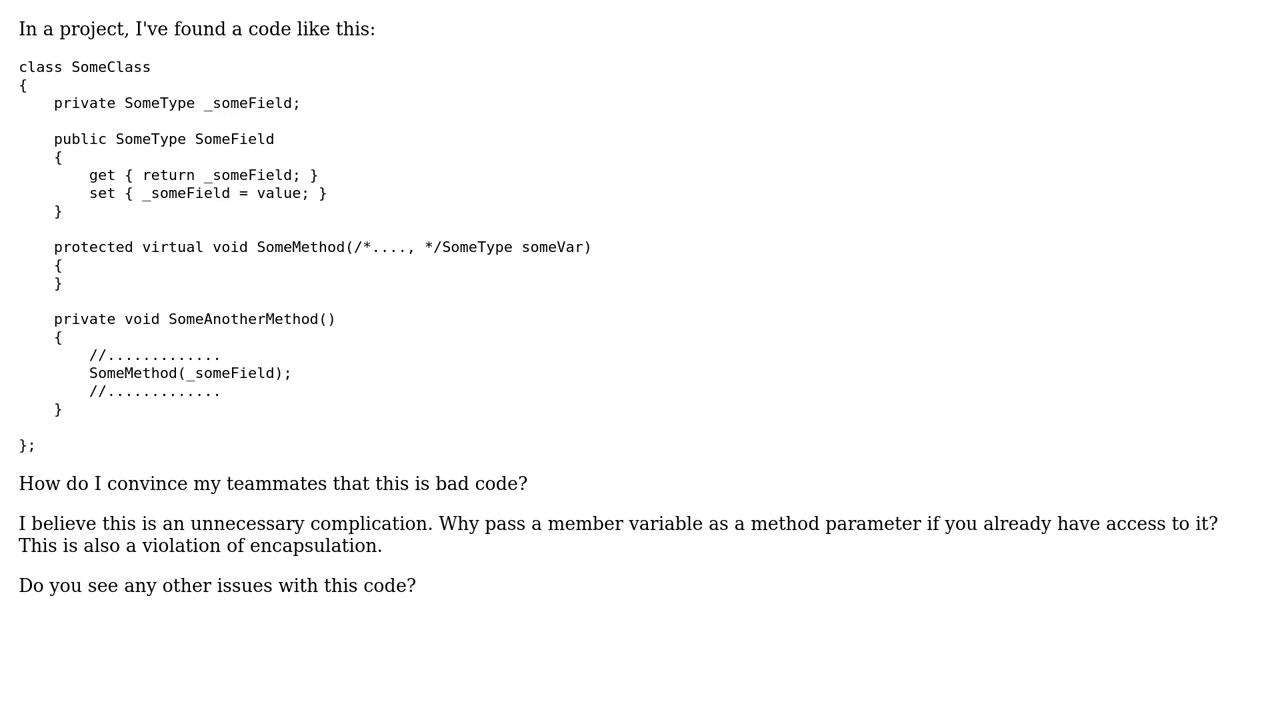 In a project, I've found a code like this:
class SomeClass
{
    private SomeType _someField;
    public SomeType SomeField
    {
        get { return _someField; }
        set { _someField = value; }
    }
    protected virtual void SomeMethod(/*...., */SomeType someVar)
    {
    }
    private void SomeAnotherMethod()
    {
        //.............
        SomeMethod(_someField);
        //.............
    }
};
How do I convince my teammates that this is bad code?
I believe this is an unnecessary complication. Why pass a member variable as a method parameter if you already have access to it?
This is also a violation of encapsulation.
Do you see any other issues with this code?